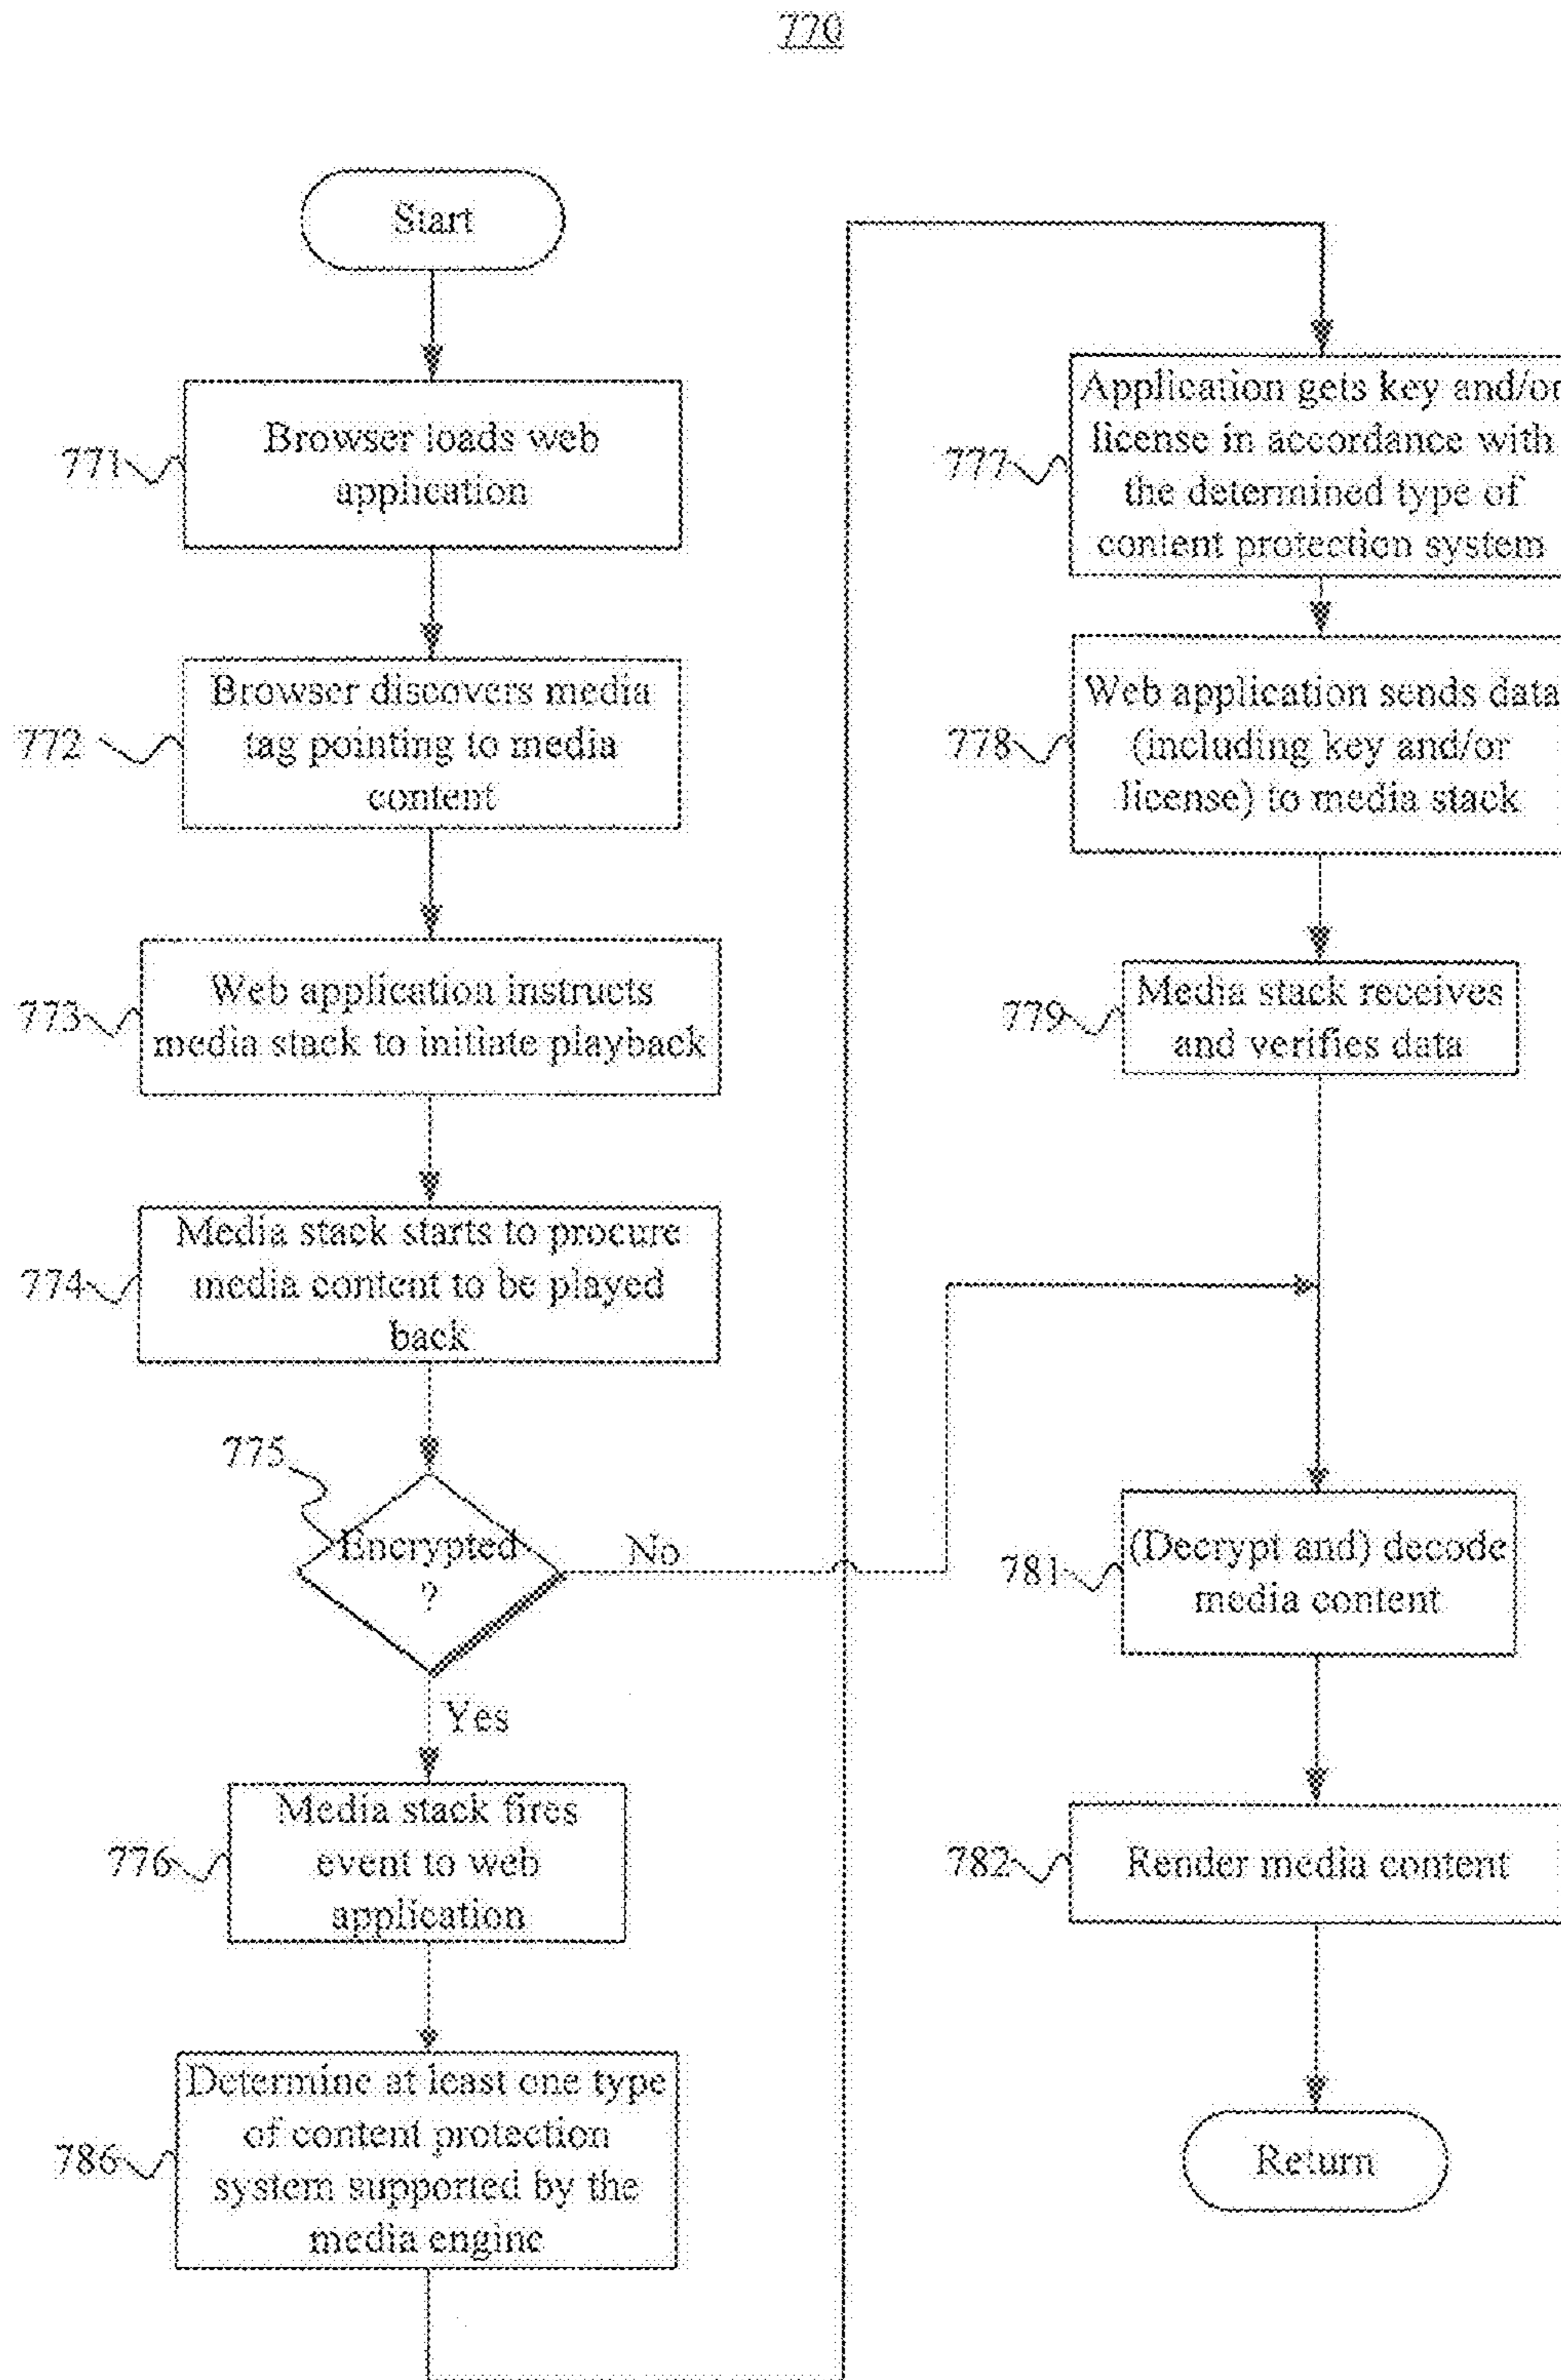 770
Start
771
Browser loads web
application
772
Browser discovers media
tag pointing to media
content
773
Web application instructs
media stack to initiate playback
774
Media stack starts to procure
media content to be played
back
775
Encrypted
?
No
Yes
776
Media stack fires
event to web
application
786
Determine at least one type
of content protection
system supported by the
media engine
777
Application gets key and/or
license in accordance with
the determined type of
content protection system
778
Web application sends data
(including key and/or
license) to media stack
779
Media stack receives
and verifies data
781
(Decrypt and) decode
media content
782
Render media content
Return